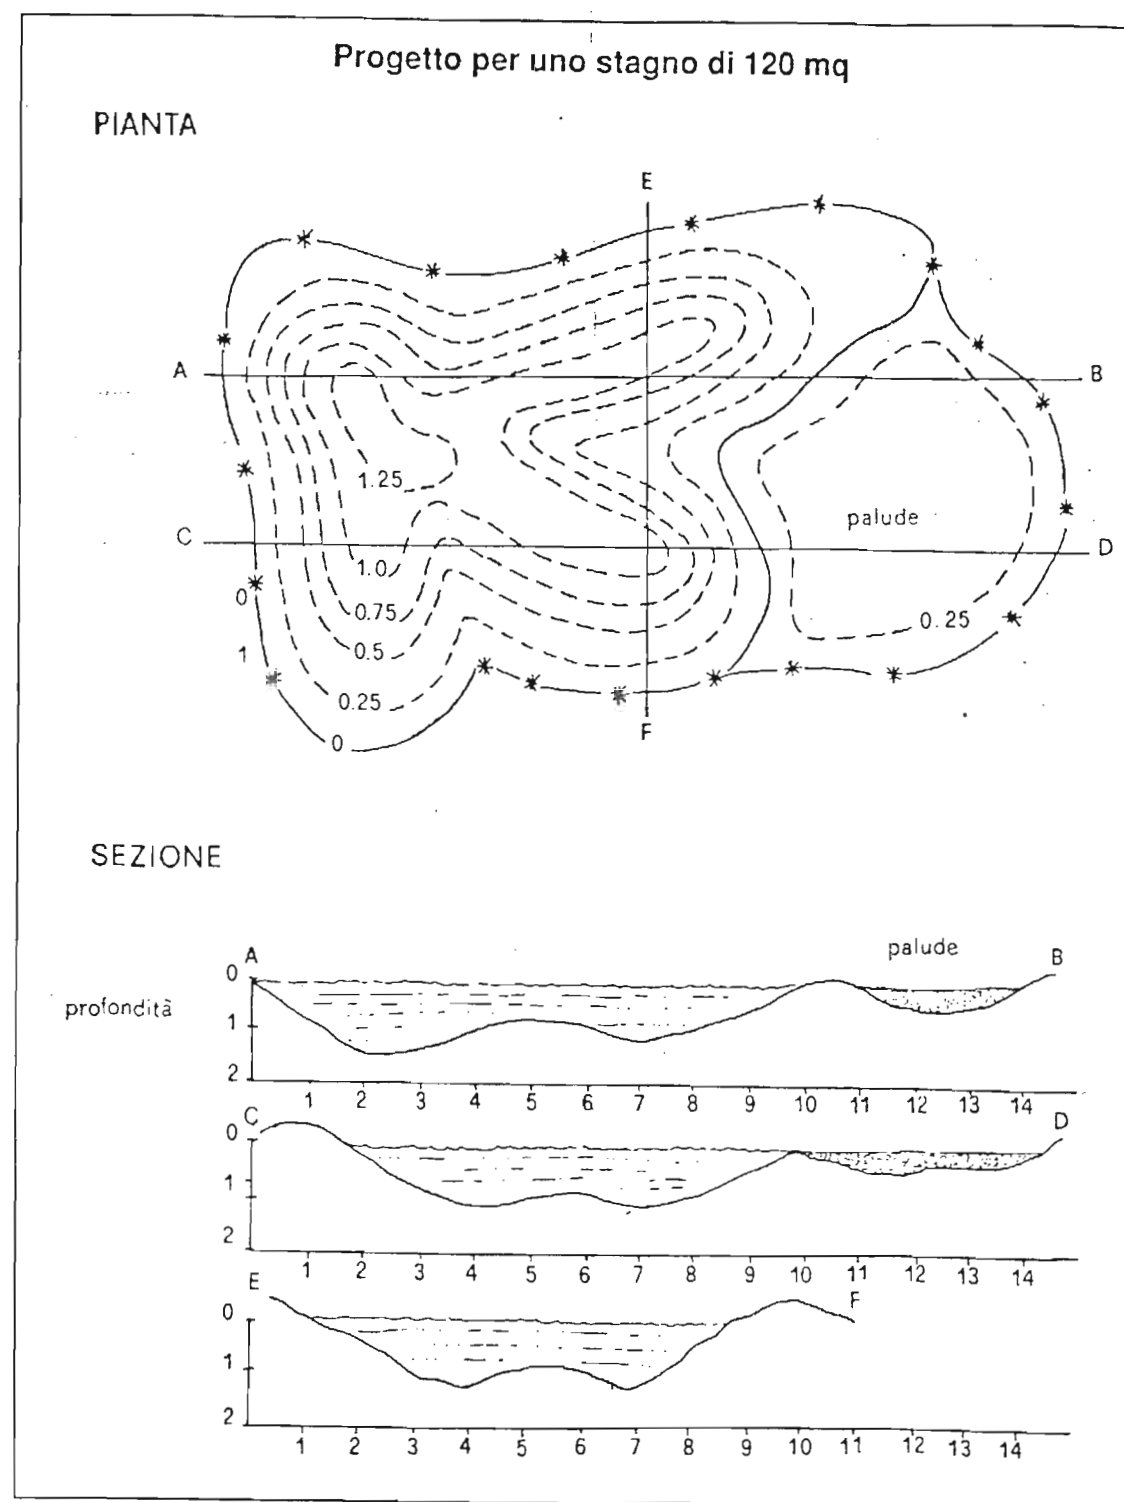 Progetto per uno stagno di 120 mq
PIANTA
E
A
B
1.25
palude
C
D
1.0
0
0.75
0.25
1
0.5
0.25
F
0
SEZIONE
palude
A
B
0
profondità
1
2
1 2 3 4 5 6 7 8 9 10 11 12 13 14
C
D
0
1
2
1 2 3 4 5 6 7 8 9 10 11 12 13 14
E
F
0
1
2
1 2 3 4 5 6 7 8 9 10 11 12 13 14